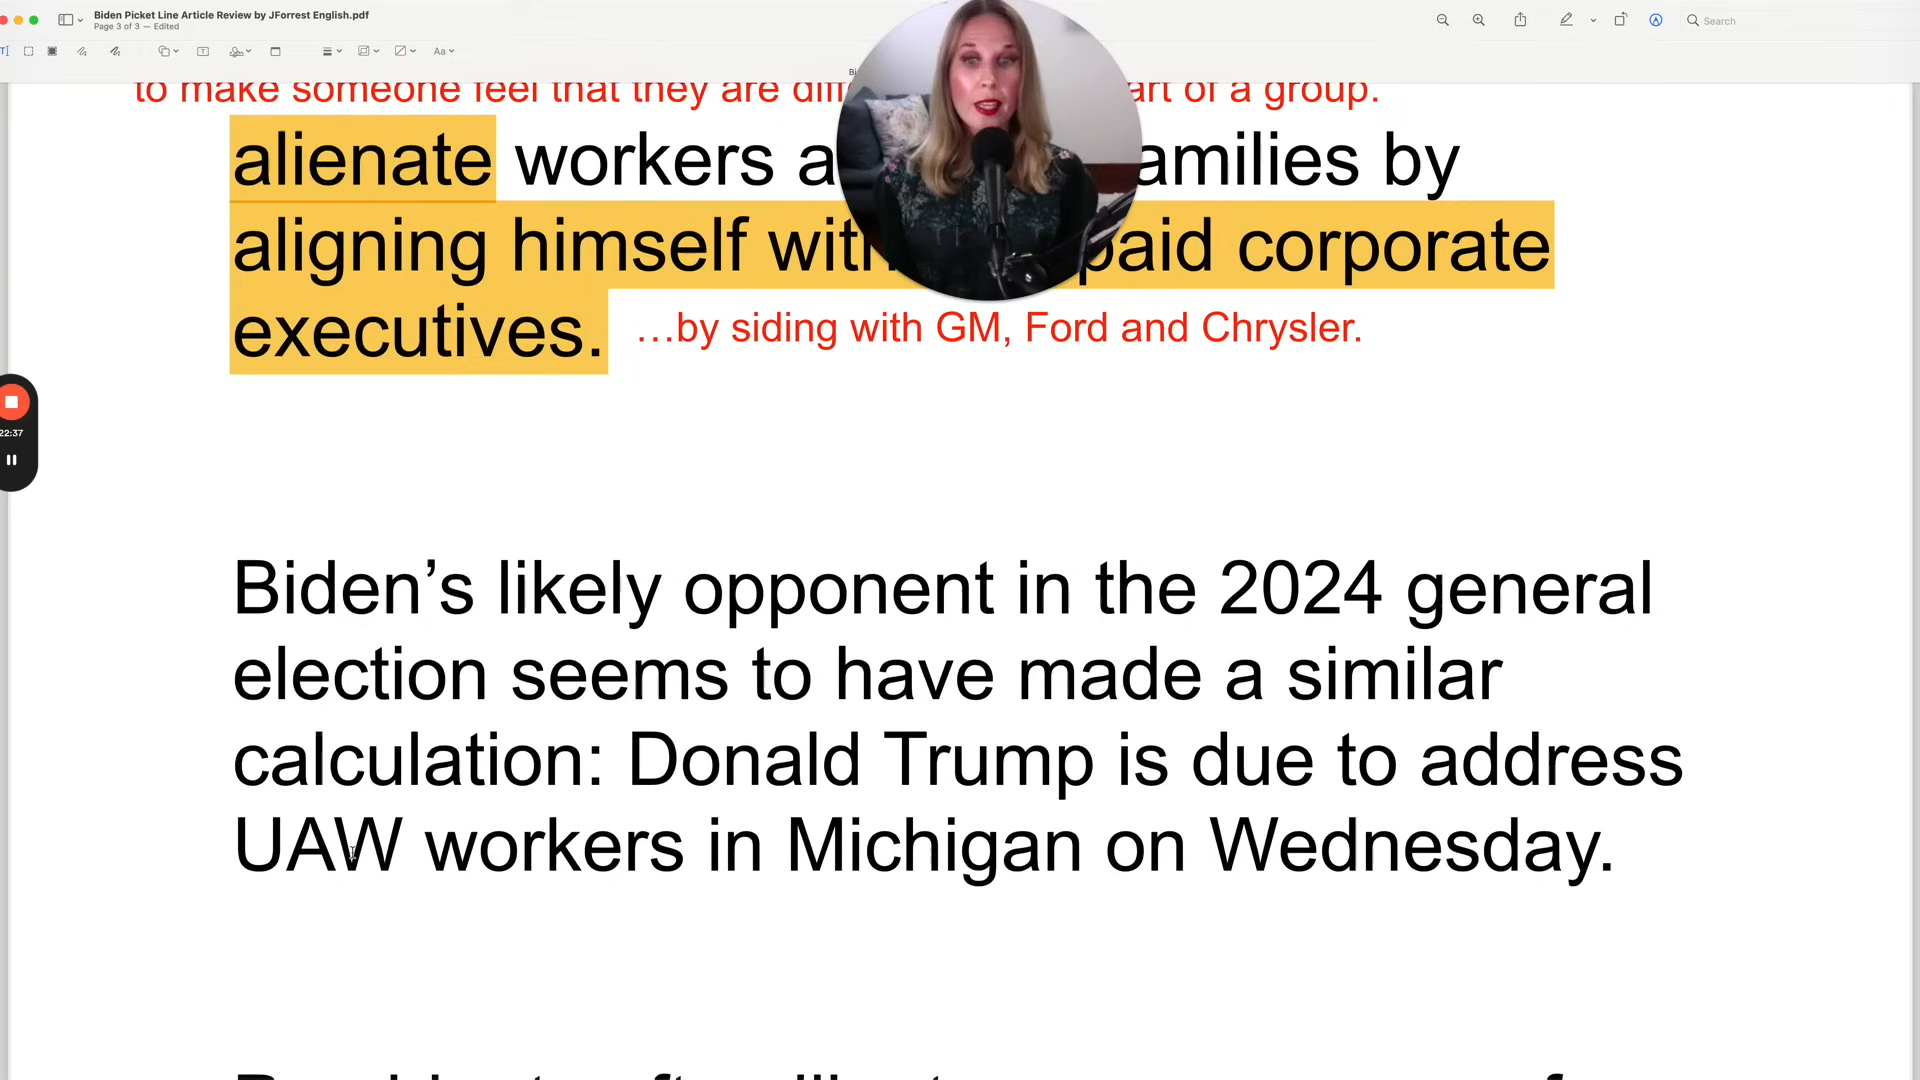 Biden Picket Line Article Review by JForrest English.pdf
Page 3 of 3 — Edited
Search
Aa
Bi
to make someone feel that they are art of a group.
alienate workers amilies by
aligning himself with paid corporate
executives. …by siding with GM, Ford and Chrysler.
22:37
Biden’s likely opponent in the 2024 general
election seems to have made a similar
calculation: Donald Trump is due to address
UAW workers in Michigan on Wednesday.